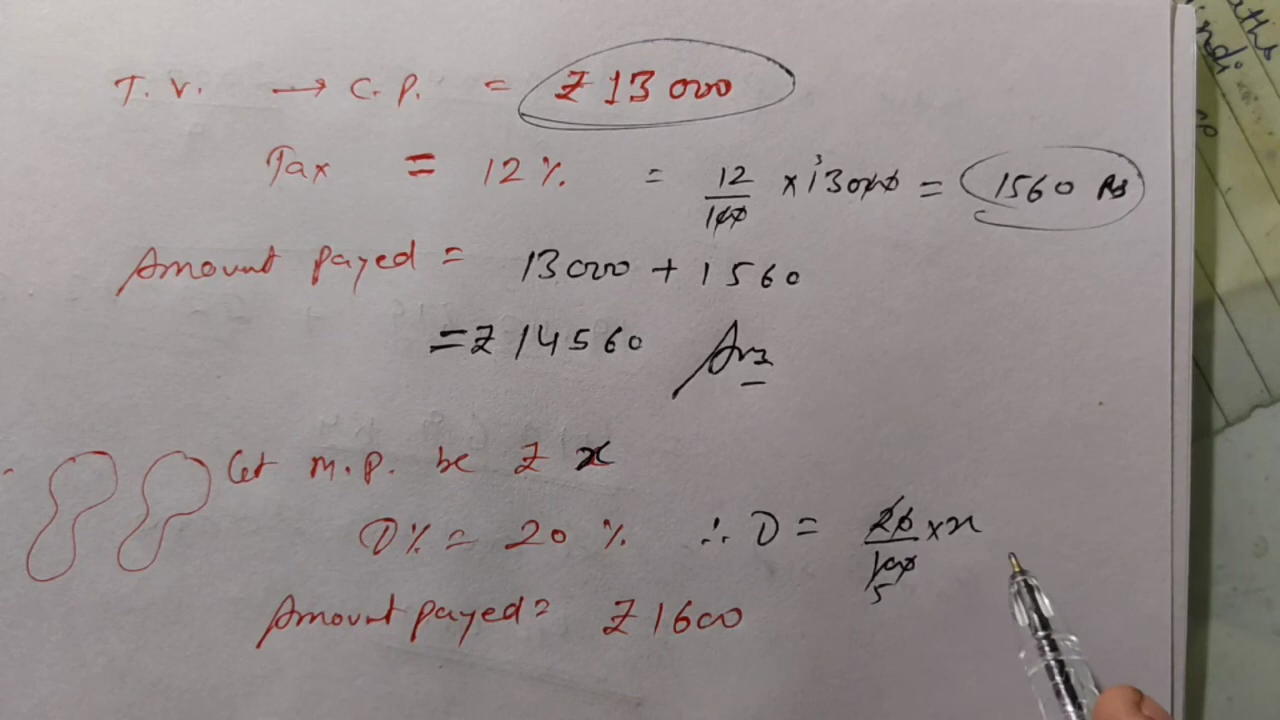 T.V. → C.P. = ₹13000
Tax = 12% = 12/100 × 13000 = 1560 Rs
Amount payed = 13000 + 1560
= ₹14560 Ans
Let M.P. be ₹ x
D% = 20% ∴ D = 20/100 × x
5
Amount payed = ₹1600